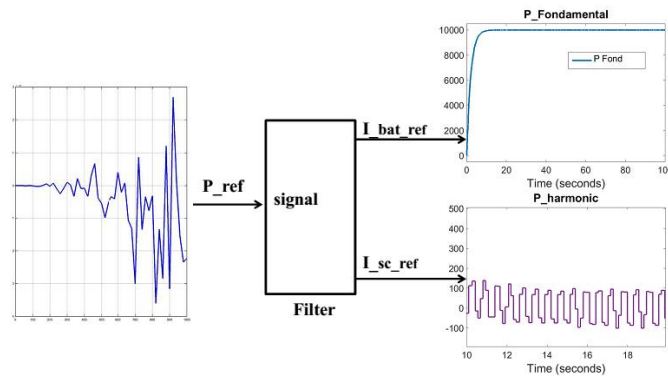 P_Fondamental
10000
8000
6000
4000
2000
0
P Fond
0 20 40 60 80 100
Time (seconds)
P_ref
signal
Filter
I_bat_ref
I_sc_ref
P_harmonic
500
400
300
200
100
0
-100
10 12 14 16 18
Time (seconds)